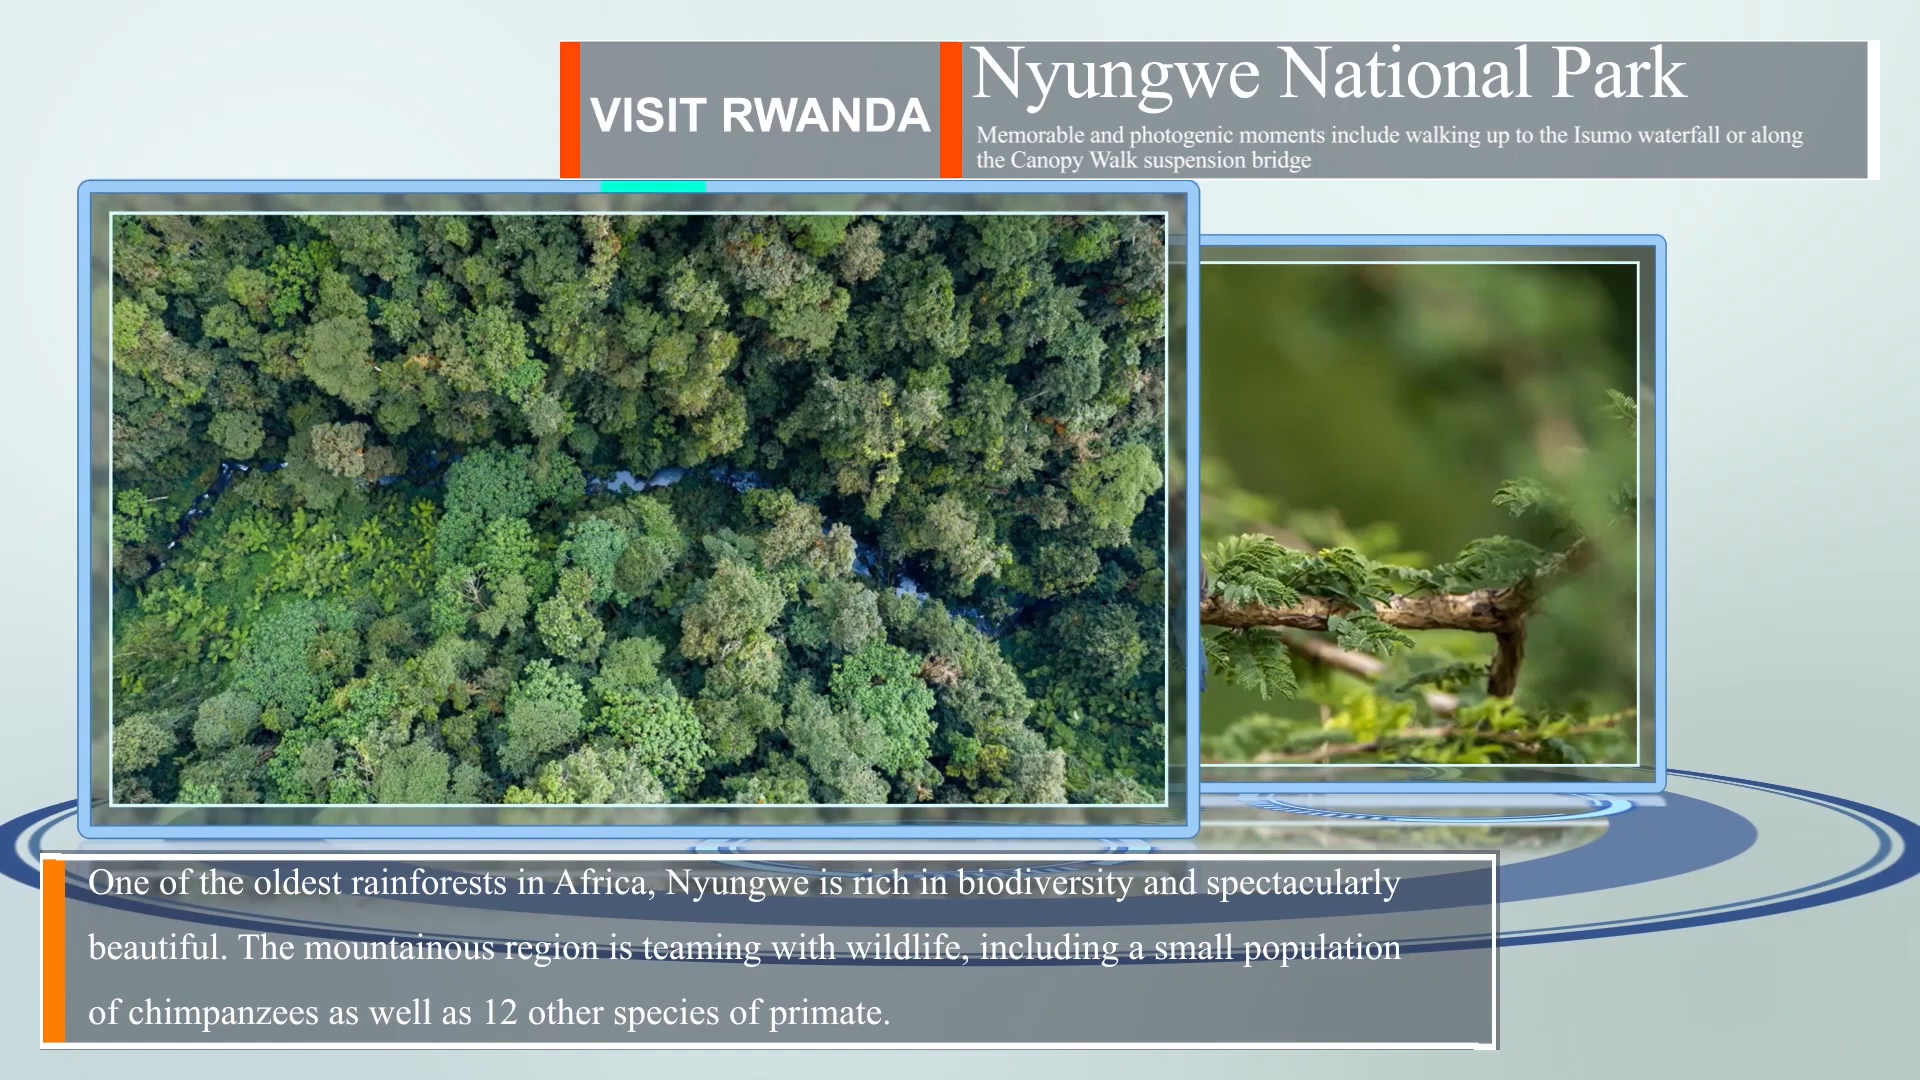 VISIT RWANDA
Nyungwe National Park
Memorable and photogenic moments include walking up to the Isumo waterfall or along
the Canopy Walk suspension bridge
One of the oldest rainforests in Africa, Nyungwe is rich in biodiversity and spectacularly
beautiful. The mountainous region is teaming with wildlife, including a small population
of chimpanzees as well as 12 other species of primate.